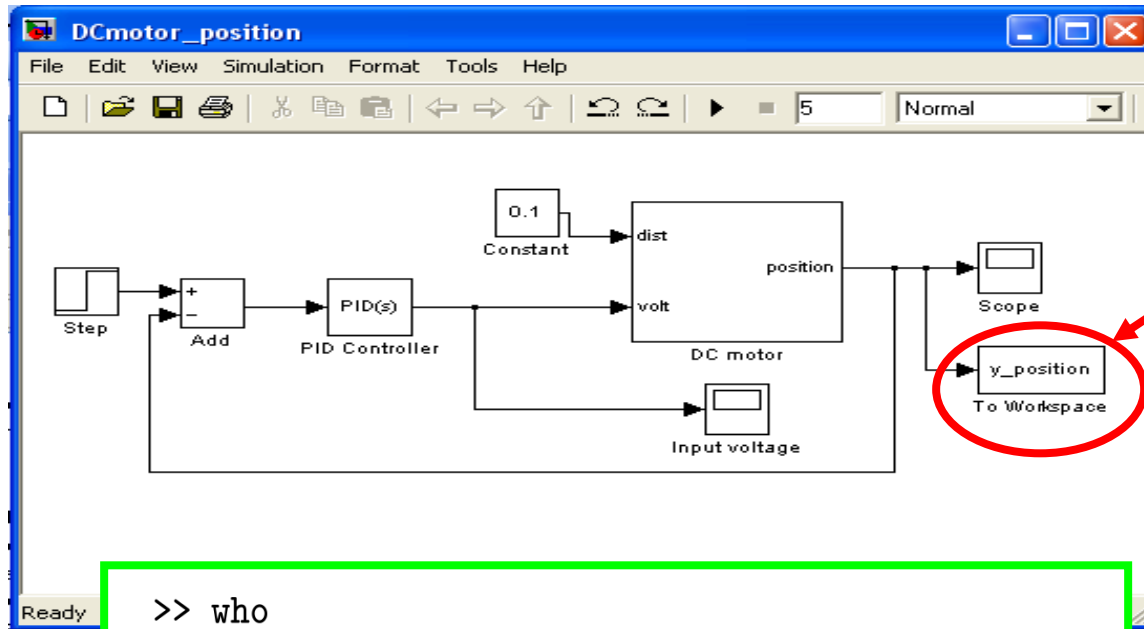 DCmotor_position
File Edit View Simulation Format Tools Help
5 Normal
0.1
Constant
dist
position
volt
DC motor
+
−
Step
Add
PID(s)
PID Controller
Scope
y_position
To Workspace
Input voltage
Ready
>> who